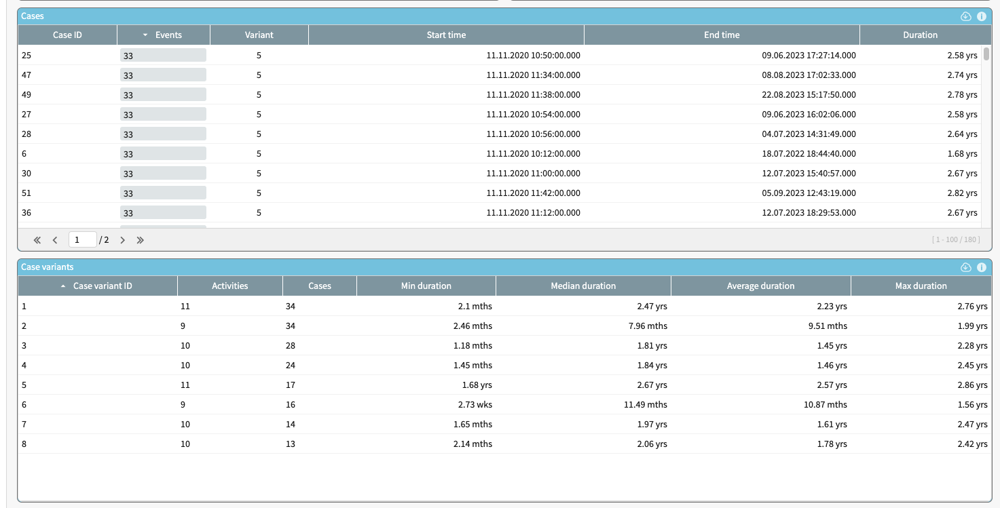 Cases
Case ID Events Variant Start time End time Duration
25 33 5 11.11.2020 10:50:00.000 09.06.2023 17:27:14.000 2.58 yrs
47 33 5 11.11.2020 11:34:00.000 08.08.2023 17:02:33.000 2.74 yrs
49 33 5 11.11.2020 11:38:00.000 22.08.2023 15:17:50.000 2.78 yrs
27 33 5 11.11.2020 10:54:00.000 09.06.2023 16:02:06.000 2.58 yrs
28 33 5 11.11.2020 10:56:00.000 04.07.2023 14:31:49.000 2.64 yrs
6 33 5 11.11.2020 10:12:00.000 18.07.2022 18:44:40.000 1.68 yrs
30 33 5 11.11.2020 11:00:00.000 12.07.2023 15:40:57.000 2.67 yrs
51 33 5 11.11.2020 11:42:00.000 05.09.2023 12:43:19.000 2.82 yrs
36 33 5 11.11.2020 11:12:00.000 12.07.2023 18:29:53.000 2.67 yrs
1 / 2 [ 1 - 100 / 180 ]
Case variants
Case variant ID Activities Cases Min duration Median duration Average duration Max duration
1 11 34 2.1 mths 2.47 yrs 2.23 yrs 2.76 yrs
2 9 34 2.46 mths 7.96 mths 9.51 mths 1.99 yrs
3 10 28 1.18 mths 1.81 yrs 1.45 yrs 2.28 yrs
4 10 24 1.45 mths 1.84 yrs 1.46 yrs 2.45 yrs
5 11 17 1.68 yrs 2.67 yrs 2.57 yrs 2.86 yrs
6 9 16 2.73 wks 11.49 mths 10.87 mths 1.56 yrs
7 10 14 1.65 mths 1.97 yrs 1.61 yrs 2.47 yrs
8 10 13 2.14 mths 2.06 yrs 1.78 yrs 2.42 yrs